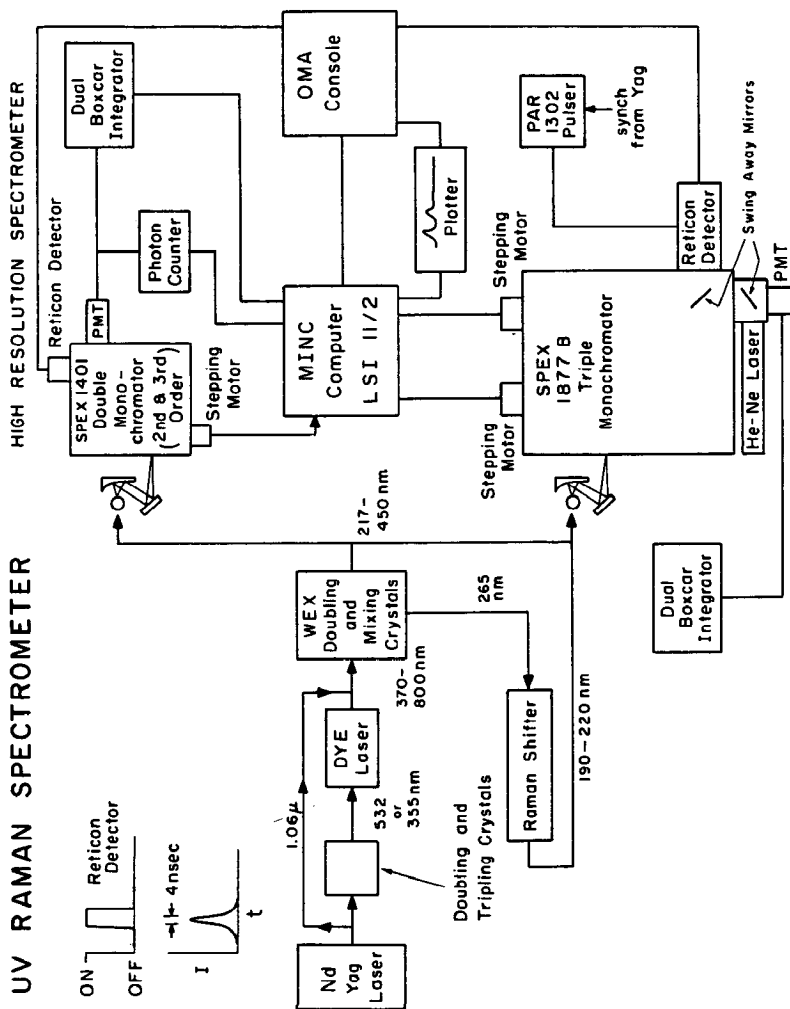 UV RAMAN SPECTROMETER
HIGH RESOLUTION SPECTROMETER
ON
OFF
Reticon
Detector
I
4nsec
t
Nd
Yag
Laser
1.06μ
Doubling and
Tripling Crystals
532
or
355nm
DYE
Laser
370-
800nm
WEX
Doubling
and
Mixing
Crystals
217-
450 nm
265
nm
Raman Shifter
190-220 nm
SPEX 1401
Double
Mono-
chromator
(2nd & 3rd
Order)
Reticon Detector
PMT
Stepping
Motor
Photon
Counter
Dual
Boxcar
Integrator
MINC
Computer
LSI 11/2
OMA
Console
Plotter
Stepping
Motor
Stepping
Motor
SPEX
1877 B
Triple
Monochromator
Reticon
Detector
PAR
1302
Pulser
synch
from Yag
Swing Away Mirrors
He-Ne Laser
PMT
Dual
Boxcar
Integrator